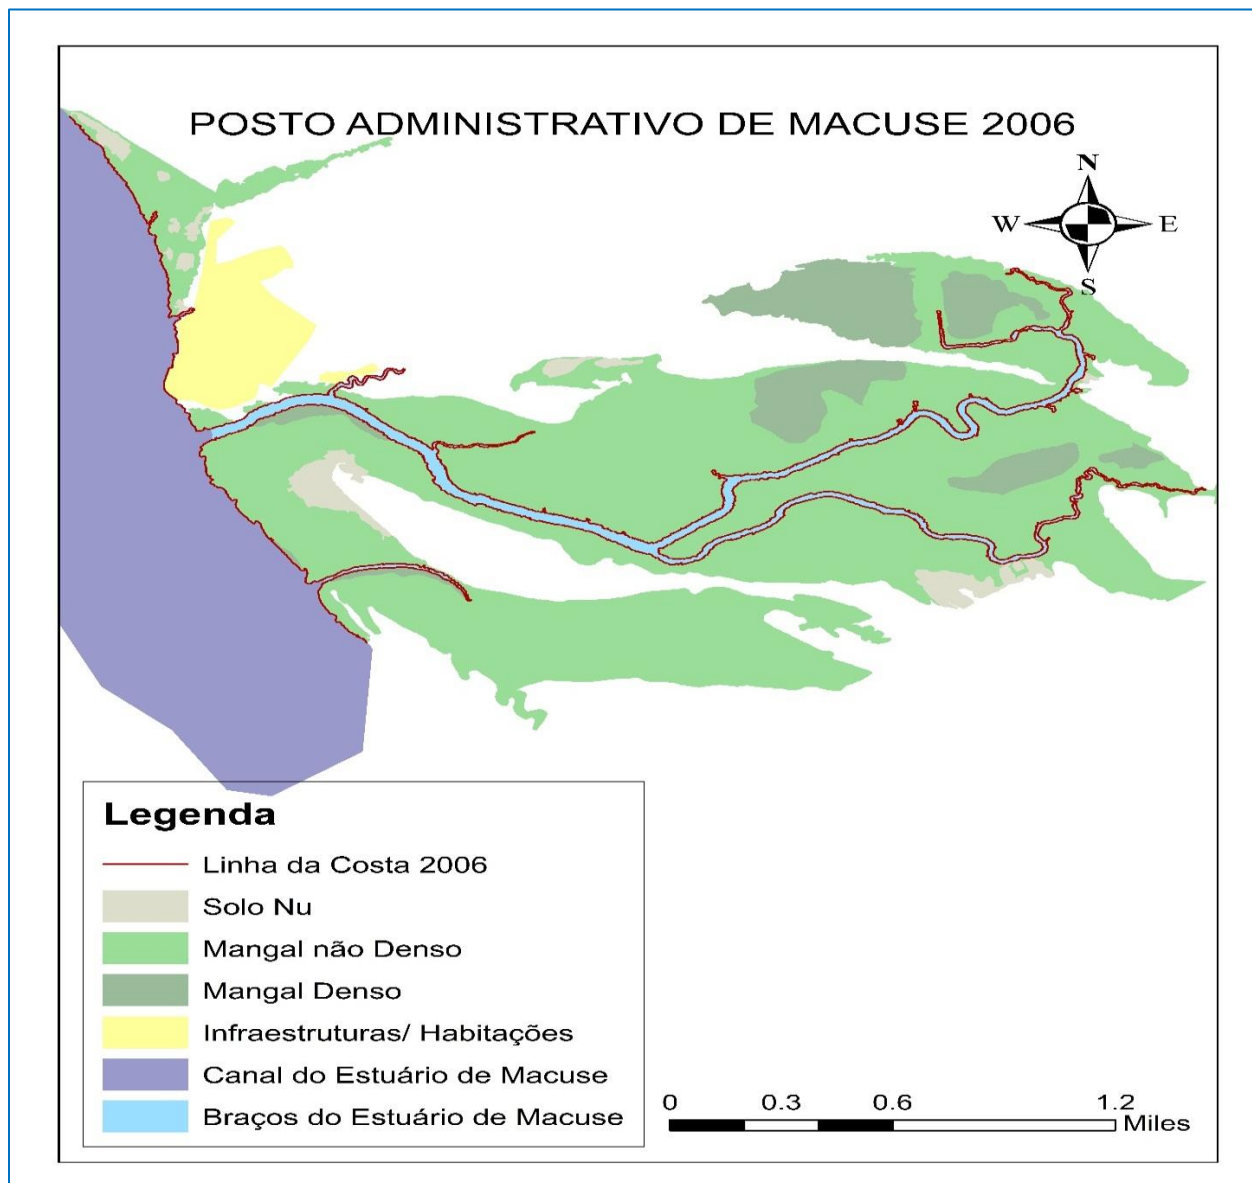 POSTO ADMINISTRATIVO DE MACUSE 2006
N
W E
S
Legenda
Linha da Costa 2006
Solo Nu
Mangal não Denso
Mangal Denso
Infraestruturas/ Habitações
Canal do Estuário de Macuse
Braços do Estuário de Macuse
0 0.3 0.6 1.2
Miles